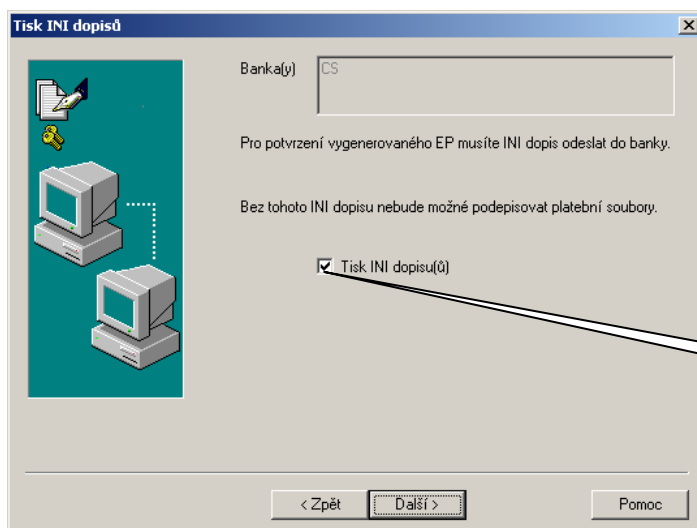 Tisk INI dopisů
Banka(y)
CS
Pro potvrzení vygenerovaného EP musíte INI dopis odeslat do banky.
Bez tohoto INI dopisu nebude možné podepisovat platební soubory.
Tisk INI dopisu(ů)
< Zpět
Další >
Pomoc